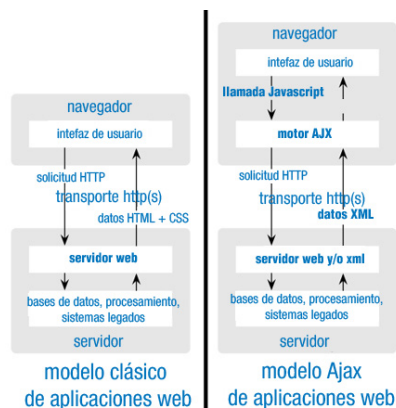 navegador
intefaz de usuario
solicitud HTTP
transporte http(s)
datos HTML + CSS
servidor web
bases de datos, procesamiento,
sistemas legados
servidor
modelo clásico
de aplicaciones web
navegador
intefaz de usuario
llamada Javascript
motor AJX
solicitud HTTP
transporte http(s)
datos XML
servidor web y/o xml
bases de datos, procesamiento,
sistemas legados
servidor
modelo Ajax
de aplicaciones web